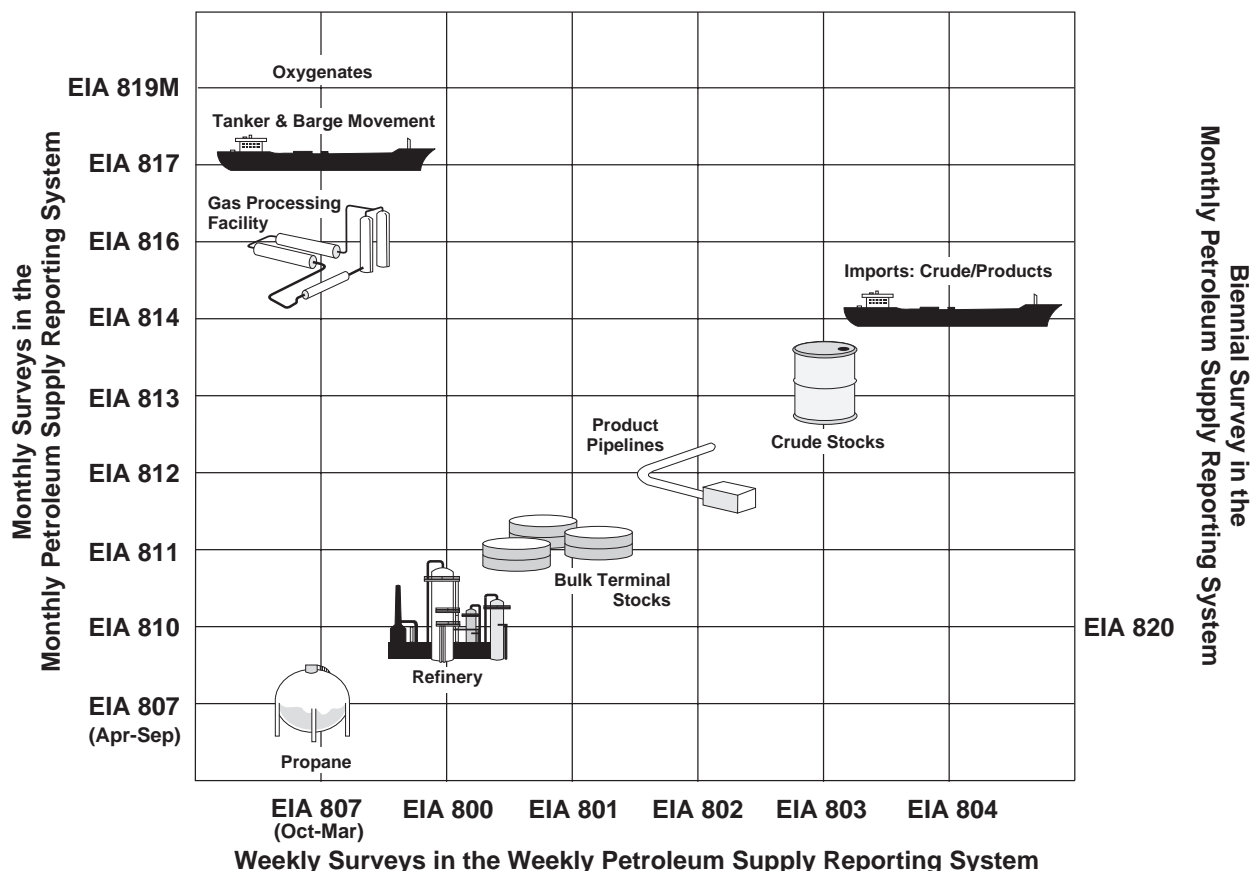 Oxygenates
EIA 819M
Tanker & Barge Movement
EIA 817
Gas Processing
Facility
EIA 816
Imports: Crude/Products
EIA 814
EIA 813
Crude Stocks
Product
Pipelines
EIA 812
EIA 811
Bulk Terminal
Stocks
EIA 810
Refinery
EIA 820
EIA 807
(Apr-Sep)
Propane
Monthly Surveys in the
Monthly Petroleum Supply Reporting System
Biennial Survey in the
Monthly Petroleum Supply Reporting System
EIA 807
(Oct-Mar)
EIA 800
EIA 801
EIA 802
EIA 803
EIA 804
Weekly Surveys in the Weekly Petroleum Supply Reporting System